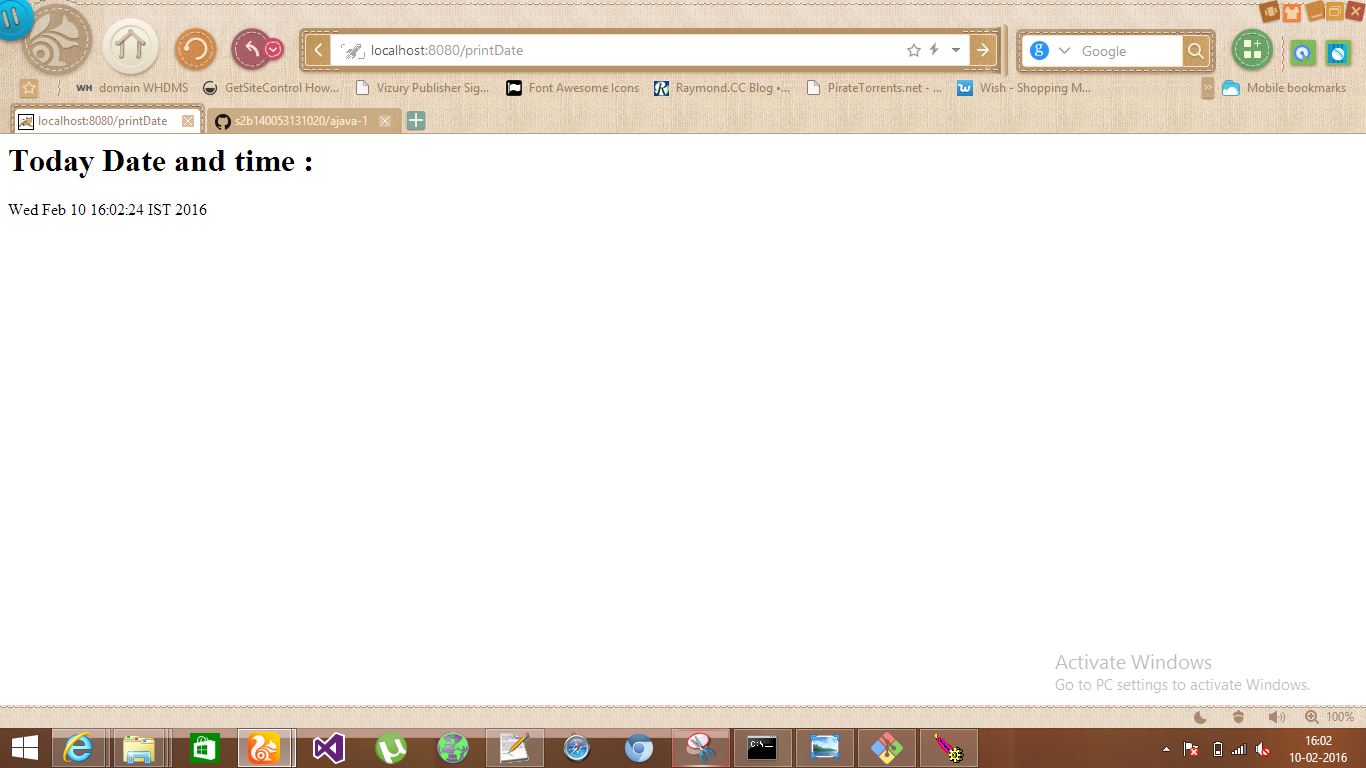 localhost:8080/printDate
g Google
WH domain WHDMS GetSiteControl How... Vizury Publisher Sig... Font Awesome Icons R Raymond.CC Blog •... PirateTorrents.net - ... w Wish - Shopping M... » Mobile bookmarks
localhost:8080/printDate s2b140053131020/ajava-1
Today Date and time :
Wed Feb 10 16:02:24 IST 2016
Activate Windows
Go to PC settings to activate Windows.
100%
C:\_
16:02
10-02-2016